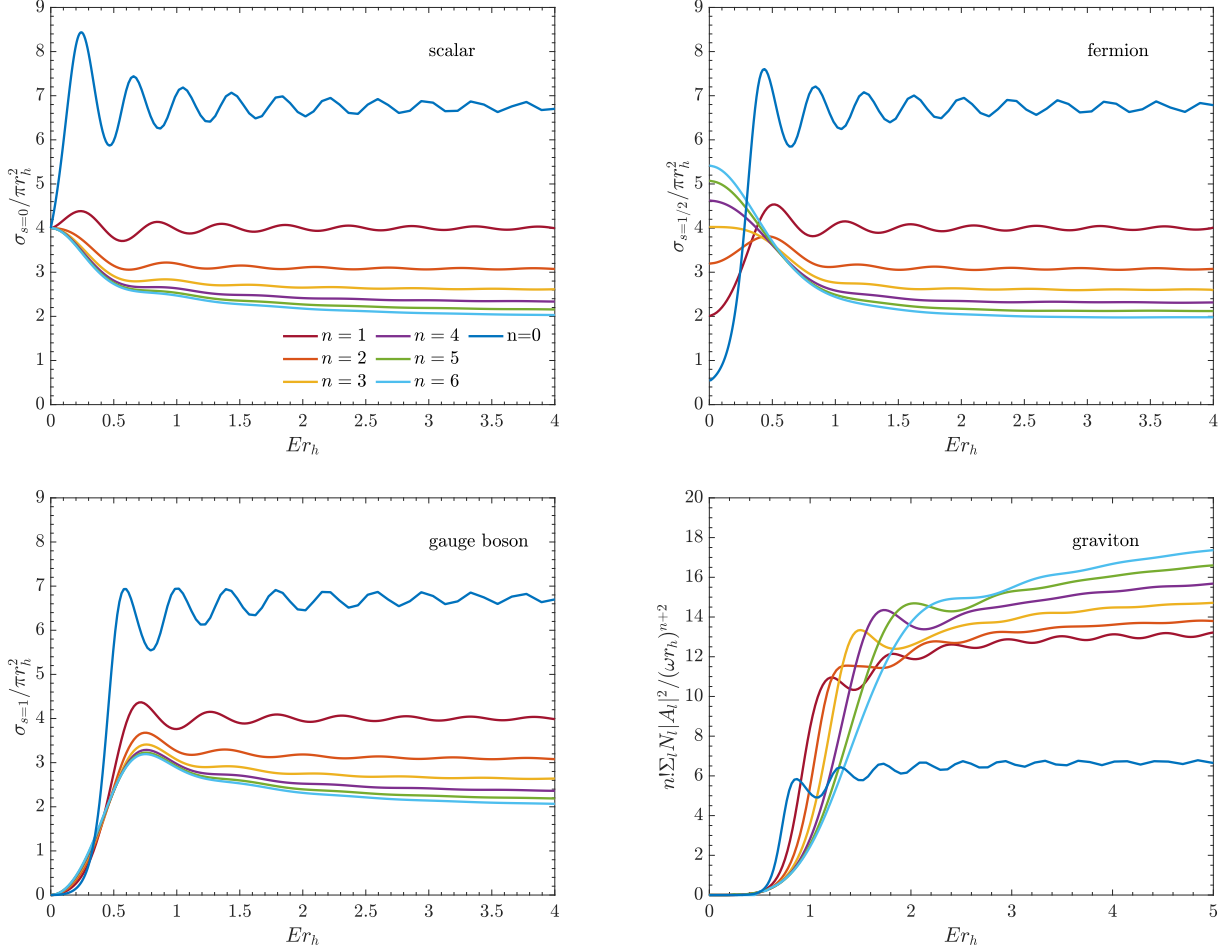 scalar
σ_{s=0}/πr_h^2
9
8
7
6
5
4
3
2
1
0
n = 1 n = 4 n=0
n = 2 n = 5
n = 3 n = 6
0 0.5 1 1.5 2 2.5 3 3.5 4
Er_h
fermion
σ_{s=1/2}/πr_h^2
9
8
7
6
5
4
3
2
1
0
0 0.5 1 1.5 2 2.5 3 3.5 4
Er_h
gauge boson
σ_{s=1}/πr_h^2
9
8
7
6
5
4
3
2
1
0
0 0.5 1 1.5 2 2.5 3 3.5 4
Er_h
graviton
n!Σ_l N_l|A_l|^2/(ωr_h)^{n+2}
20
18
16
14
12
10
8
6
4
2
0
0 1 2 3 4 5
Er_h